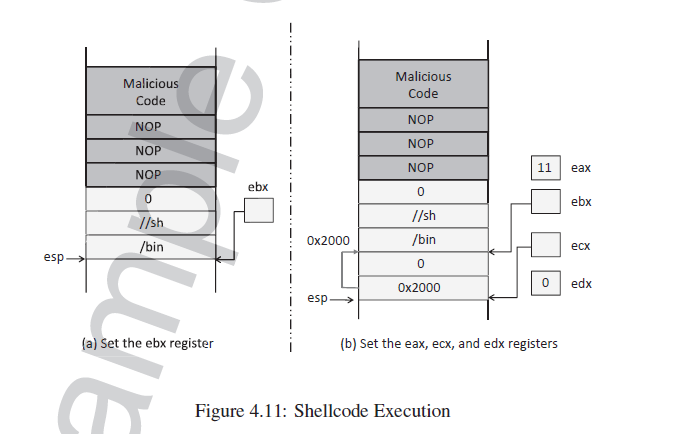 Malicious
Code
NOP
NOP
NOP
0
//sh
/bin
esp
ebx
(a) Set the ebx register
Malicious
Code
NOP
NOP
NOP
0
//sh
/bin
0
0x2000
0x2000
esp
11 eax
ebx
ecx
0 edx
(b) Set the eax, ecx, and edx registers
Figure 4.11: Shellcode Execution
ample